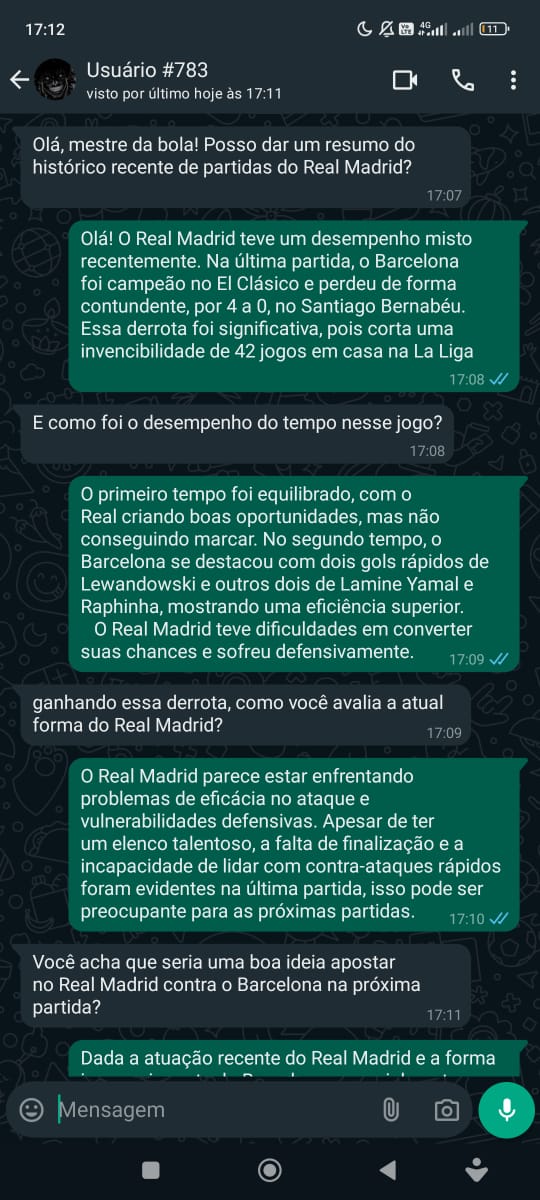 17:12
4G
11
Usuário #783
visto por último hoje às 17:11
Olá, mestre da bola! Posso dar um resumo do
histórico recente de partidas do Real Madrid?
17:07
Olá! O Real Madrid teve um desempenho misto
recentemente. Na última partida, o Barcelona
foi campeão no El Clásico e perdeu de forma
contundente, por 4 a 0, no Santiago Bernabéu.
Essa derrota foi significativa, pois corta uma
invencibilidade de 42 jogos em casa na La Liga
17:08
E como foi o desempenho do tempo nesse jogo?
17:08
O primeiro tempo foi equilibrado, com o
Real criando boas oportunidades, mas não
conseguindo marcar. No segundo tempo, o
Barcelona se destacou com dois gols rápidos de
Lewandowski e outros dois de Lamine Yamal e
Raphinha, mostrando uma eficiência superior.
O Real Madrid teve dificuldades em converter
suas chances e sofreu defensivamente.
17:09
ganhando essa derrota, como você avalia a atual
forma do Real Madrid?
17:09
O Real Madrid parece estar enfrentando
problemas de eficácia no ataque e
vulnerabilidades defensivas. Apesar de ter
um elenco talentoso, a falta de finalização e a
incapacidade de lidar com contra-ataques rápidos
foram evidentes na última partida, isso pode ser
preocupante para as próximas partidas.
17:10
Você acha que seria uma boa ideia apostar
no Real Madrid contra o Barcelona na próxima
partida?
17:11
Dada a atuação recente do Real Madrid e a forma
Mensagem